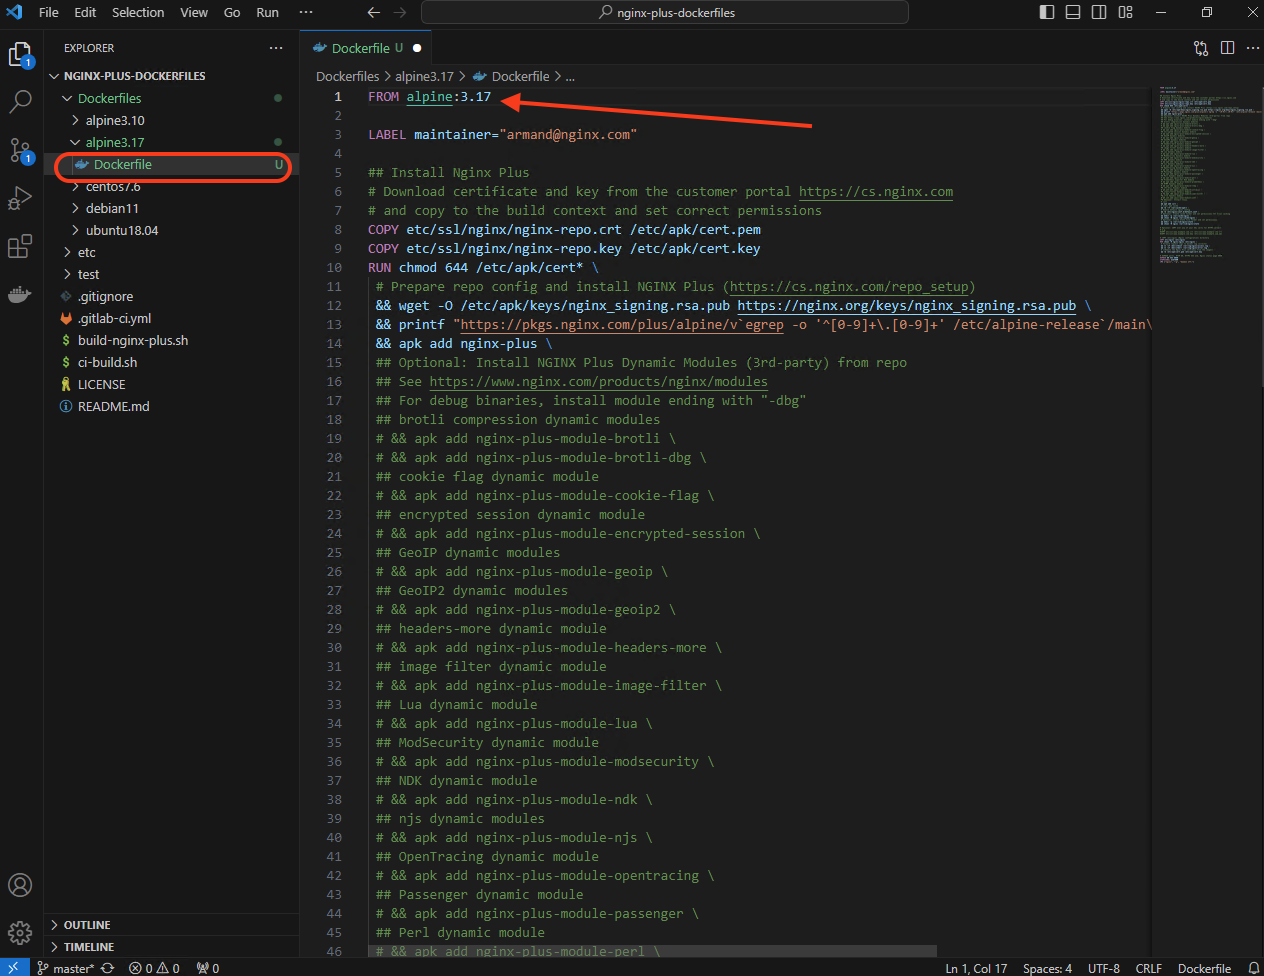 File Edit Selection View Go Run ··· nginx-plus-dockerfiles
EXPLORER ···
NGINX-PLUS-DOCKERFILES
Dockerfiles
alpine3.10
alpine3.17
Dockerfile U
centos7.6
debian11
ubuntu18.04
etc
test
.gitignore
.gitlab-ci.yml
build-nginx-plus.sh
ci-build.sh
LICENSE
README.md
OUTLINE
TIMELINE
1
1
Dockerfile U ● ···
Dockerfiles > alpine3.17 > Dockerfile > ...
1 FROM alpine:3.17
2
3 LABEL maintainer="armand@nginx.com"
4
5 ## Install Nginx Plus
6 # Download certificate and key from the customer portal https://cs.nginx.com
7 # and copy to the build context and set correct permissions
8 COPY etc/ssl/nginx/nginx-repo.crt /etc/apk/cert.pem
9 COPY etc/ssl/nginx/nginx-repo.key /etc/apk/cert.key
10 RUN chmod 644 /etc/apk/cert* \
11 # Prepare repo config and install NGINX Plus (https://cs.nginx.com/repo_setup)
12 && wget -O /etc/apk/keys/nginx_signing.rsa.pub https://nginx.org/keys/nginx_signing.rsa.pub \
13 && printf "https://pkgs.nginx.com/plus/alpine/v`egrep -o '^[0-9]+\.[0-9]+' /etc/alpine-release`/main\
14 && apk add nginx-plus \
15 ## Optional: Install NGINX Plus Dynamic Modules (3rd-party) from repo
16 ## See https://www.nginx.com/products/nginx/modules
17 ## For debug binaries, install module ending with "-dbg"
18 ## brotli compression dynamic modules
19 # && apk add nginx-plus-module-brotli \
20 # && apk add nginx-plus-module-brotli-dbg \
21 ## cookie flag dynamic module
22 # && apk add nginx-plus-module-cookie-flag \
23 ## encrypted session dynamic module
24 # && apk add nginx-plus-module-encrypted-session \
25 ## GeoIP dynamic modules
26 # && apk add nginx-plus-module-geoip \
27 ## GeoIP2 dynamic modules
28 # && apk add nginx-plus-module-geoip2 \
29 ## headers-more dynamic module
30 # && apk add nginx-plus-module-headers-more \
31 ## image filter dynamic module
32 # && apk add nginx-plus-module-image-filter \
33 ## Lua dynamic module
34 # && apk add nginx-plus-module-lua \
35 ## ModSecurity dynamic module
36 # && apk add nginx-plus-module-modsecurity \
37 ## NDK dynamic module
38 # && apk add nginx-plus-module-ndk \
39 ## njs dynamic modules
40 # && apk add nginx-plus-module-njs \
41 ## OpenTracing dynamic module
42 # && apk add nginx-plus-module-opentracing \
43 ## Passenger dynamic module
44 # && apk add nginx-plus-module-passenger \
45 ## Perl dynamic module
46 # && apk add nginx-plus-module-perl \
master* 0 0 0 Ln 1, Col 17 Spaces: 4 UTF-8 CRLF Dockerfile